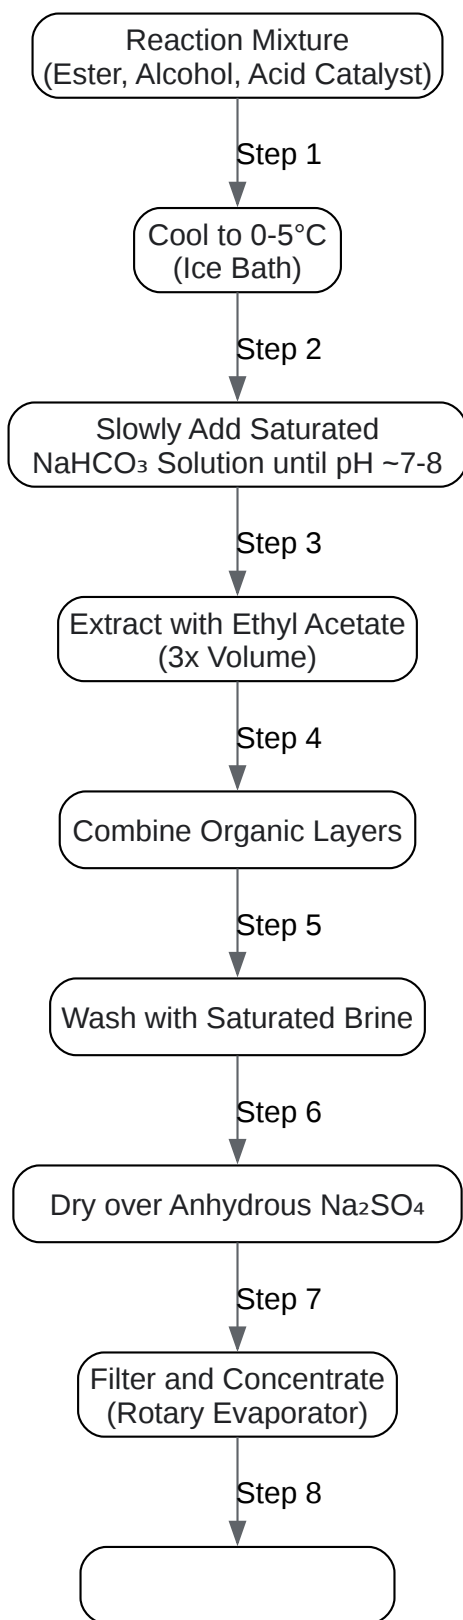 Reaction Mixture
(Ester, Alcohol, Acid Catalyst)
Step 1
Cool to 0-5°C
(Ice Bath)
Step 2
Slowly Add Saturated
NaHCO₃ Solution until pH ~7-8
Step 3
Extract with Ethyl Acetate
(3x Volume)
Step 4
Combine Organic Layers
Step 5
Wash with Saturated Brine
Step 6
Dry over Anhydrous Na₂SO₄
Step 7
Filter and Concentrate
(Rotary Evaporator)
Step 8